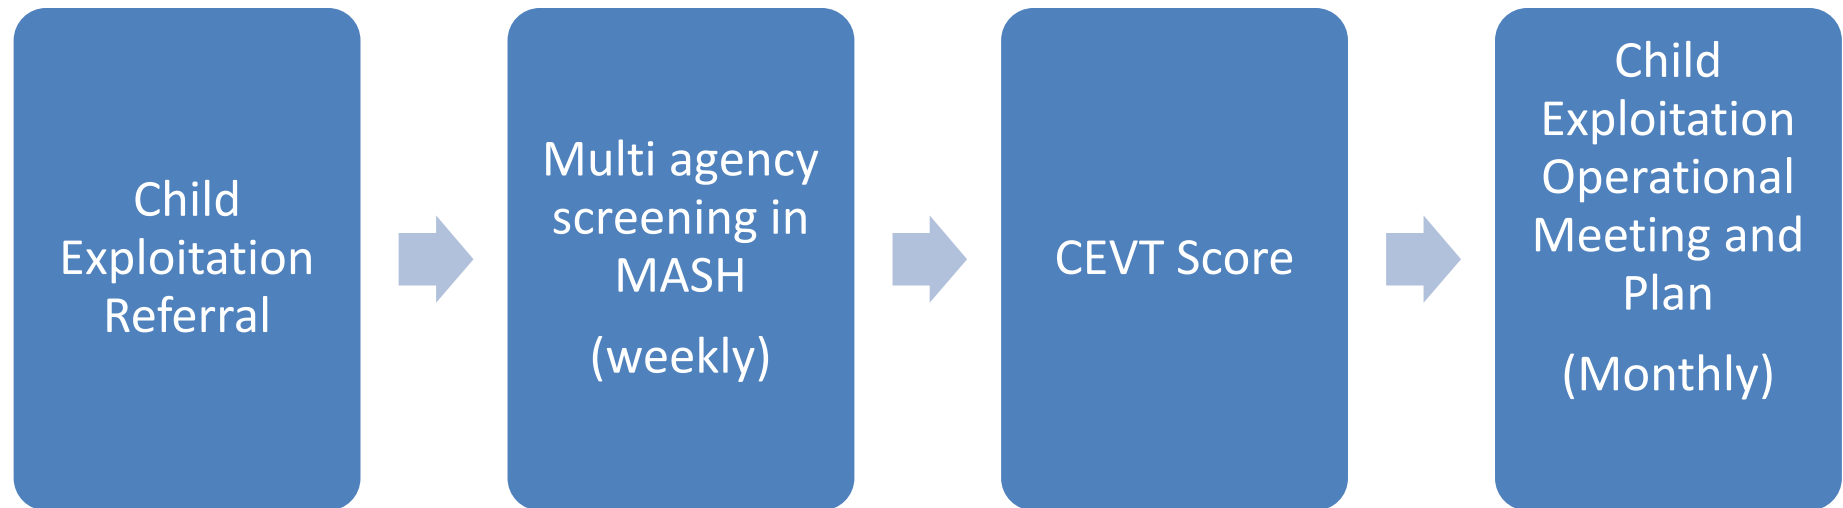 Child
Exploitation
Referral
Multi agency
screening in
MASH
(weekly)
CEVT Score
Child
Exploitation
Operational
Meeting and
Plan
(Monthly)